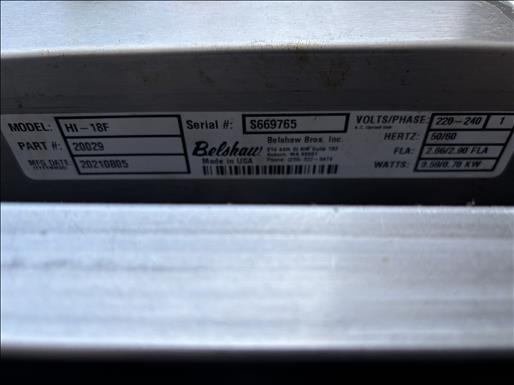 MODEL: HI-18F
Serial #: S669765
VOLTS/PHASE: 220-240 1
HERTZ: 50/60
PART #: 20029
MFG DATE 20210805
Belshaw
Made in USA
Belshaw Bros. Inc.
FLA: 2.66/2.90 FLA
WATTS: 0.59/0.70 KW